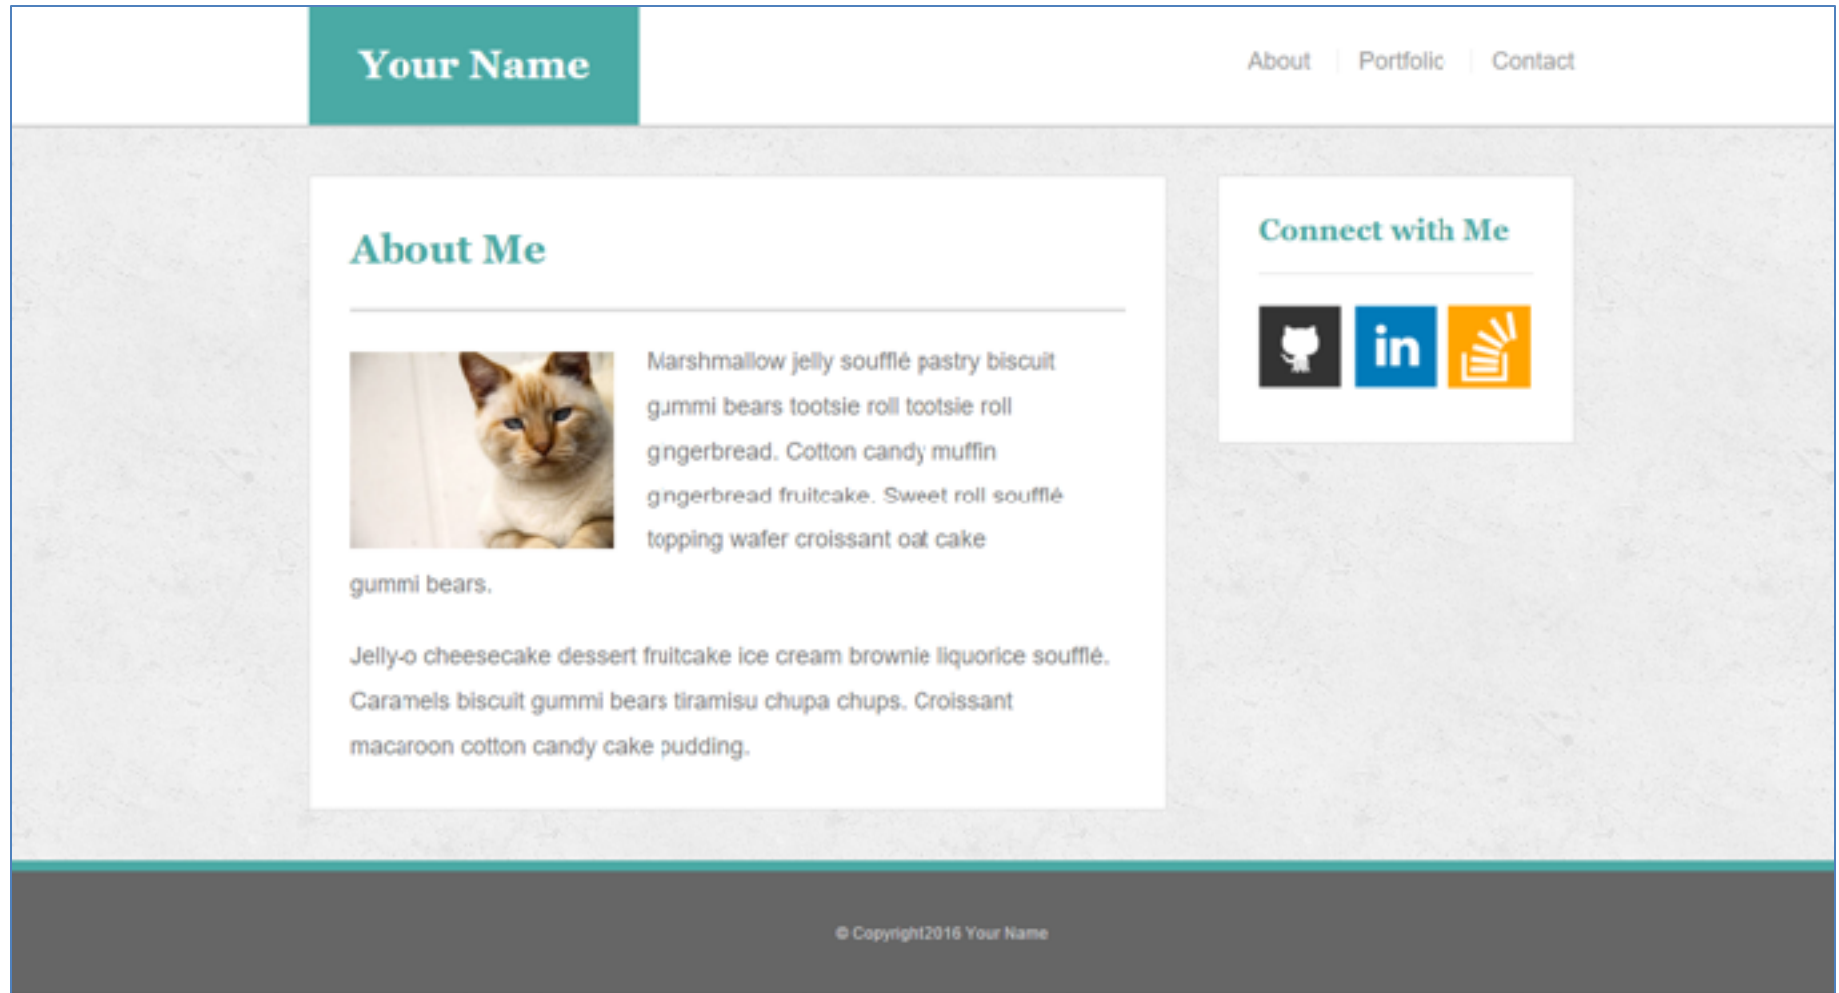 Your Name
About
Portfolio
Contact
About Me
Marshmallow jelly soufflé pastry biscuit
gummi bears tootsie roll tootsie roll
gingerbread. Cotton candy muffin
gingerbread fruitcake. Sweet roll soufflé
topping wafer croissant oat cake
gummi bears.
Jelly-o cheesecake dessert fruitcake ice cream brownie liquorice soufflé.
Caramels biscuit gummi bears tiramisu chupa chups. Croissant
macaroon cotton candy cake pudding.
Connect with Me
in
© Copyright2016 Your Name